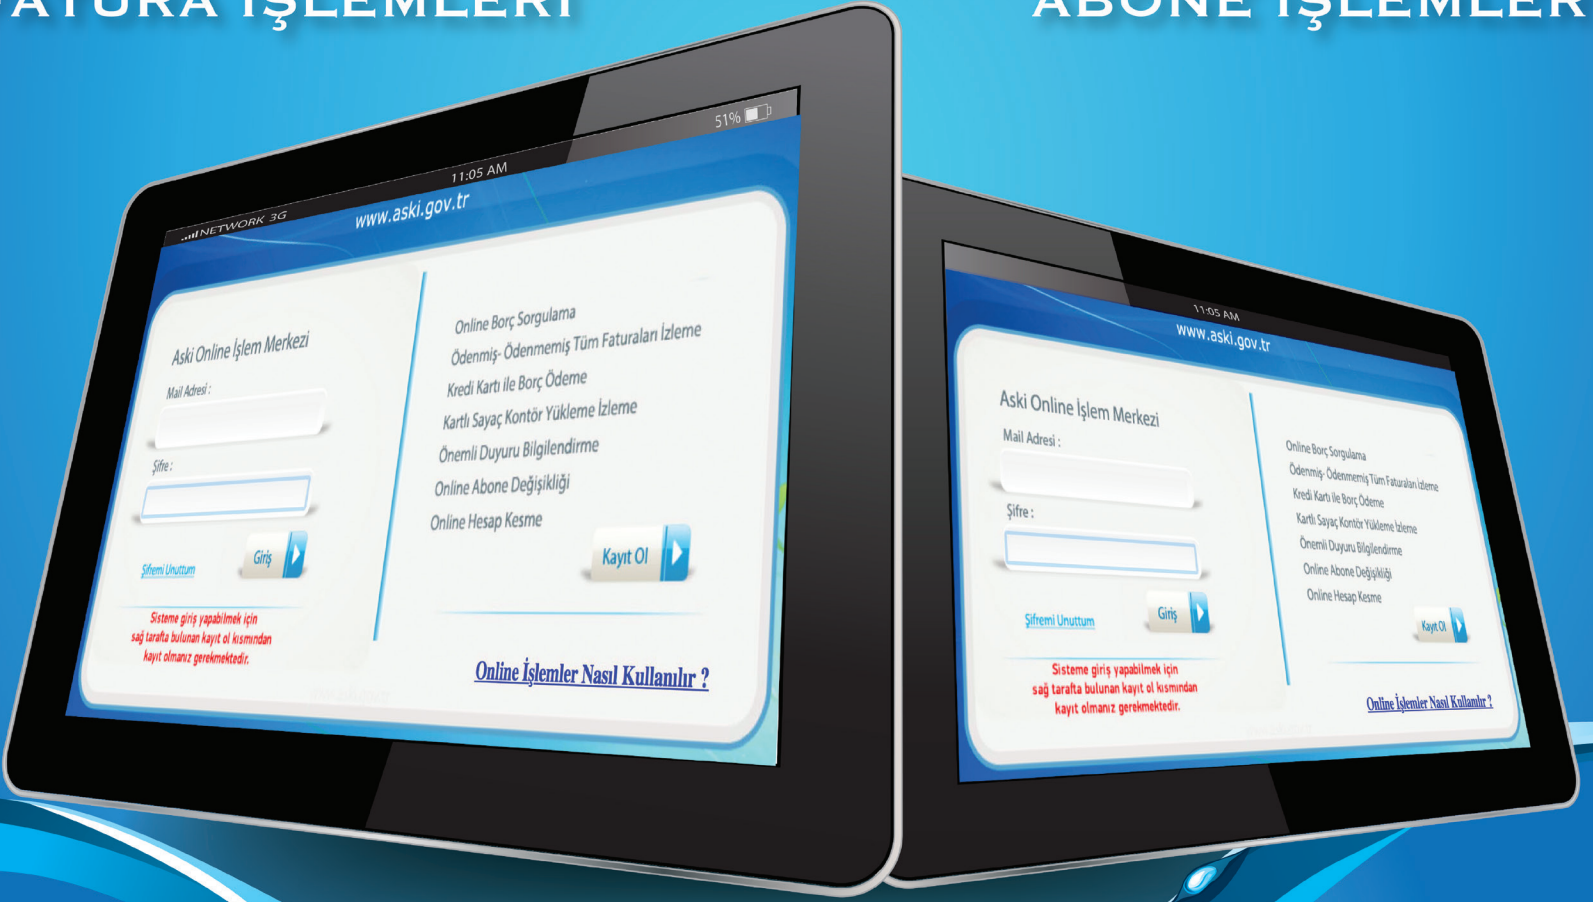 FATURA İŞLEMLERİ
ABONE İŞLEMLER
NETWORK 3G
11:05 AM
51%
www.aski.gov.tr
Aski Online İşlem Merkezi
Mail Adresi :
Şifre :
Şifremi Unuttum
Giriş
Sisteme giriş yapabilmek için
sağ tarafta bulunan kayıt ol kısmından
kayıt olmanız gerekmektedir.
Online Borç Sorgulama
Ödenmiş- Ödenmemiş Tüm Faturaları İzleme
Kredi Kartı ile Borç Ödeme
Kartlı Sayaç Kontör Yükleme İzleme
Önemli Duyuru Bilgilendirme
Online Abone Değişikliği
Online Hesap Kesme
Kayıt Ol
Online İşlemler Nasıl Kullanılır ?
11:05 AM
www.aski.gov.tr
Aski Online İşlem Merkezi
Mail Adresi :
Şifre :
Şifremi Unuttum
Giriş
Sisteme giriş yapabilmek için
sağ tarafta bulunan kayıt ol kısmından
kayıt olmanız gerekmektedir.
Online Borç Sorgulama
Ödenmiş- Ödenmemiş Tüm Faturaları İzleme
Kredi Kartı ile Borç Ödeme
Kartlı Sayaç Kontör Yükleme İzleme
Önemli Duyuru Bilgilendirme
Online Abone Değişikliği
Online Hesap Kesme
Kayıt Ol
Online İşlemler Nasıl Kullanılır ?